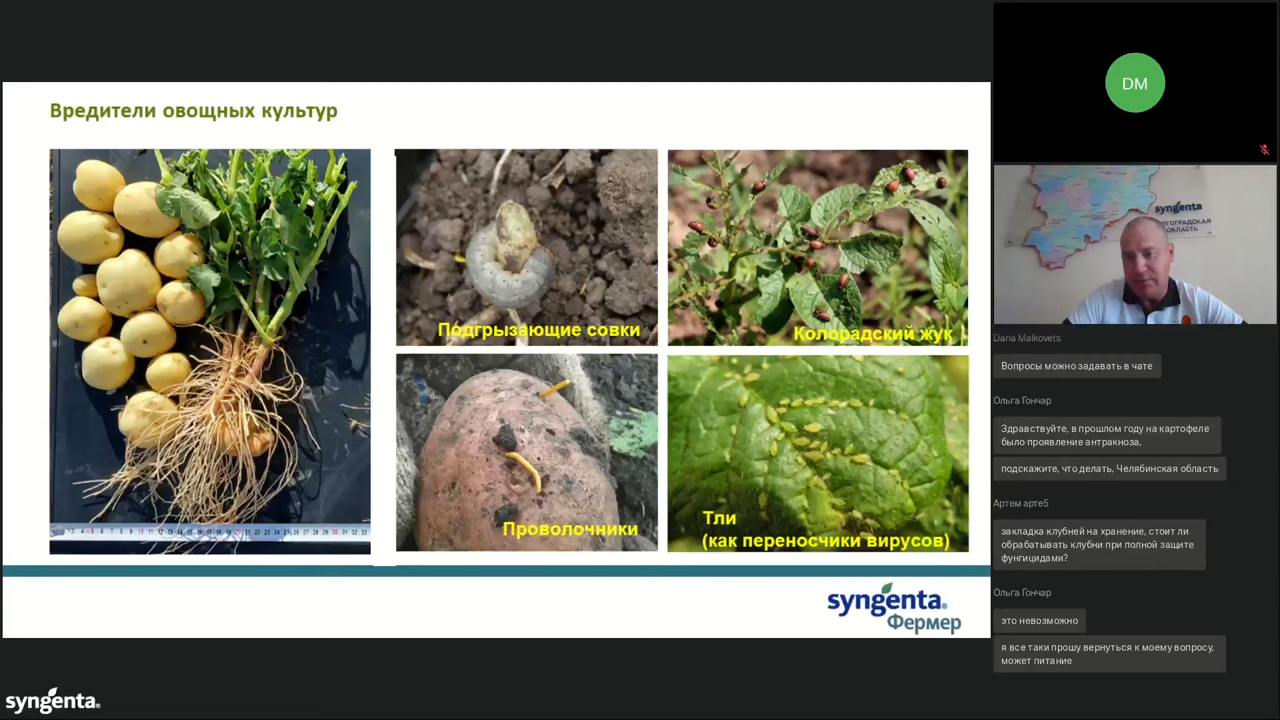 Вредители овощных культур
Подгрызающие совки
Колорадский жук
Проволочники
Тли
(как переносчики вирусов)
syngenta
Фермер
syngenta
DM
syngenta
ОБЛАСТЬ
Вопросы можно задавать в чате
Ольга Гончар
Здравствуйте, в прошлом году на картофеле
было проявление антракноза,
подскажите, что делать, Челябинская область
Артем арте5
закладка клубней на хранение, стоит ли
обрабатывать клубни при полной защите
фунгицидами?
Ольга Гончар
это невозможно
я все таки прошу вернуться к моему вопросу,
может питание